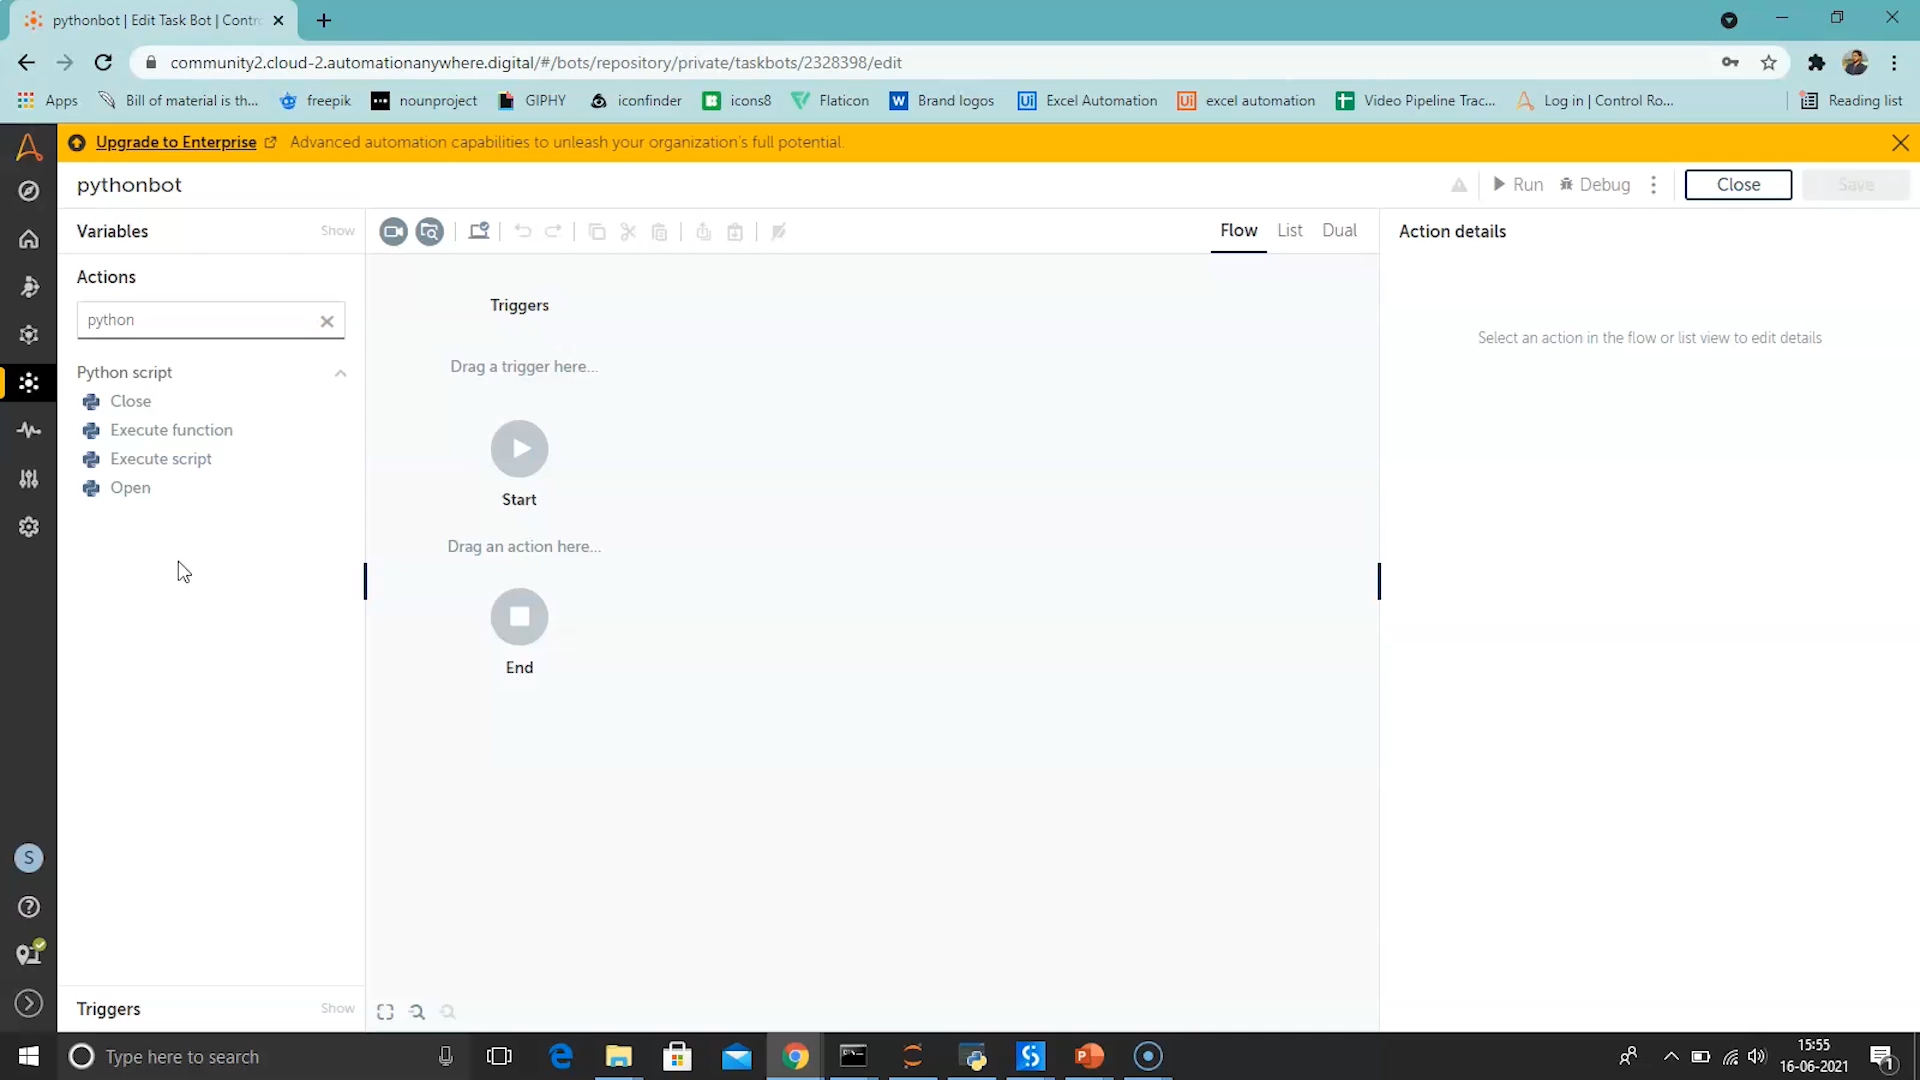 pythonbot | Edit Task Bot | Contro
community2.cloud-2.automationanywhere.digital/#/bots/repository/private/taskbots/2328398/edit
Apps
Bill of material is th...
freepik
nounproject
GIPHY
iconfinder
icons8
Flaticon
Brand logos
Excel Automation
excel automation
Video Pipeline Trac...
Log in | Control Ro...
Reading list
Upgrade to Enterprise
Advanced automation capabilities to unleash your organization's full potential.
pythonbot
Run
Debug
Close
Save
Variables
Show
Flow
List
Dual
Action details
Actions
python
Python script
Close
Execute function
Execute script
Open
Triggers
Drag a trigger here...
Start
Drag an action here...
End
Select an action in the flow or list view to edit details
S
Triggers
Show
Type here to search
15:55
16-06-2021
1